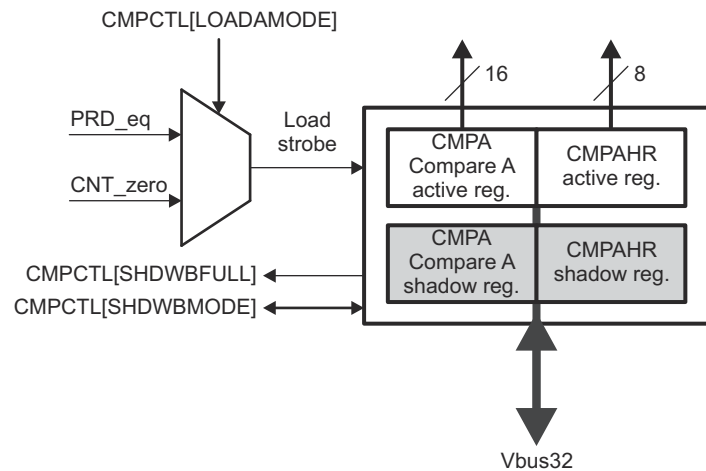 CMPCTL[LOADAMODE]
16
8
PRD_eq
Load
strobe
CNT_zero
CMPA
Compare A
active reg.
CMPAHR
active reg.
CMPA
Compare A
shadow reg.
CMPAHR
shadow reg.
CMPCTL[SHDWBFULL]
CMPCTL[SHDWBMODE]
Vbus32